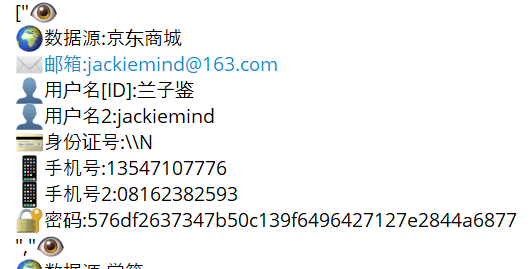 ["
数据源:京东商城
邮箱:jackiemind@163.com
用户名[ID]:兰子鉴
用户名2:jackiemind
身份证号:\\N
手机号:13547107776
手机号2:08162382593
密码:576df2637347b50c139f6496427127e2844a6877
","